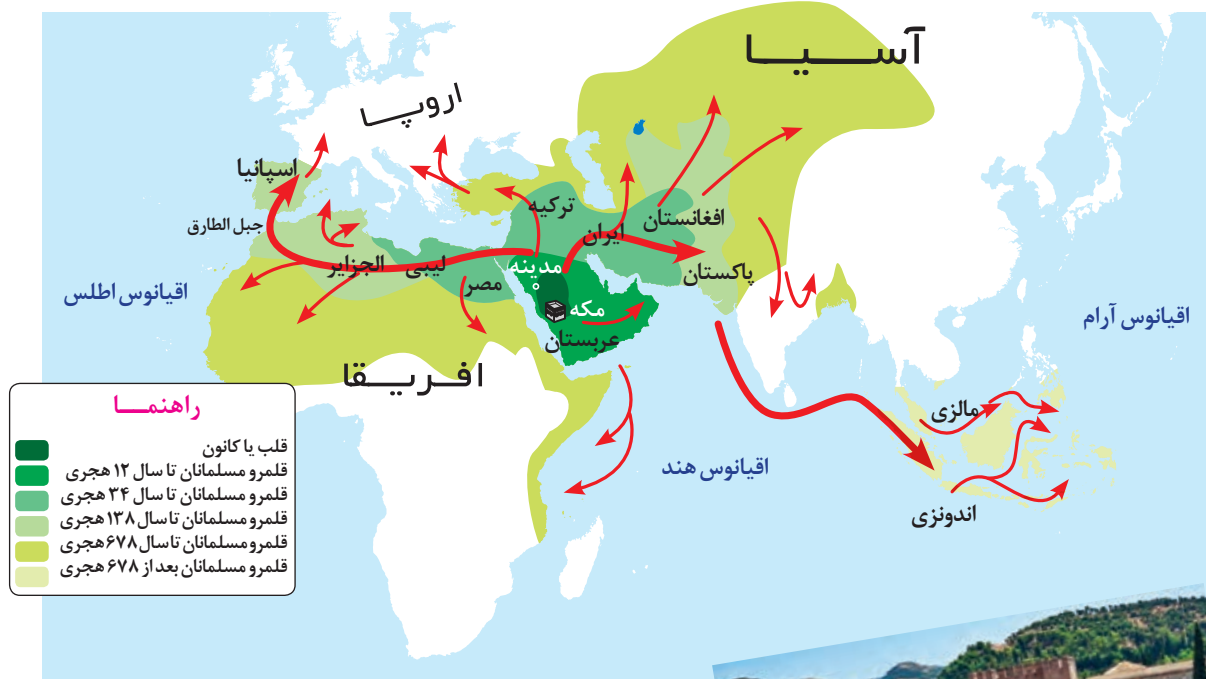 آسیا
اروپا
اسپانیا
جبل الطارق
ترکیه
افغانستان
ایران
پاکستان
الجزایر
لیبی
مصر
مدینه
مکه
عربستان
اقیانوس اطلس
اقیانوس آرام
افریقا
مالزی
اقیانوس هند
اندونزی
راهنما
قلب یا کانون
قلمرو مسلمانان تا سال ۱۲ هجری
قلمرو مسلمانان تا سال ۳۴ هجری
قلمرو مسلمانان تا سال ۱۳۸ هجری
قلمرو مسلمانان تا سال ۶۷۸ هجری
قلمرو مسلمانان بعد از ۶۷۸ هجری